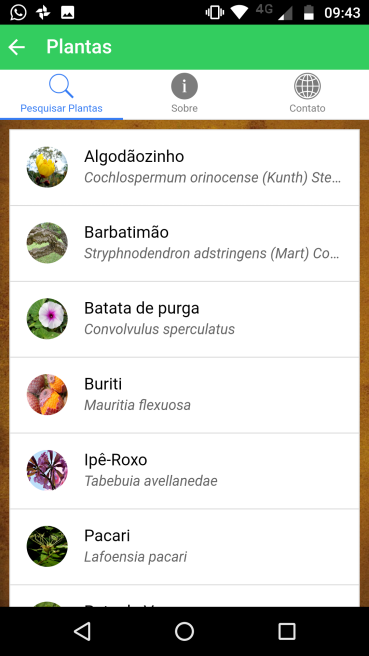 4G 09:43
Plantas
Pesquisar Plantas Sobre Contato
Algodãozinho
Cochlospermum orinocense (Kunth) Ste...
Barbatimão
Stryphnodendron adstringens (Mart) Co...
Batata de purga
Convolvulus sperculatus
Buriti
Mauritia flexuosa
Ipê-Roxo
Tabebuia avellanedae
Pacari
Lafoensia pacari